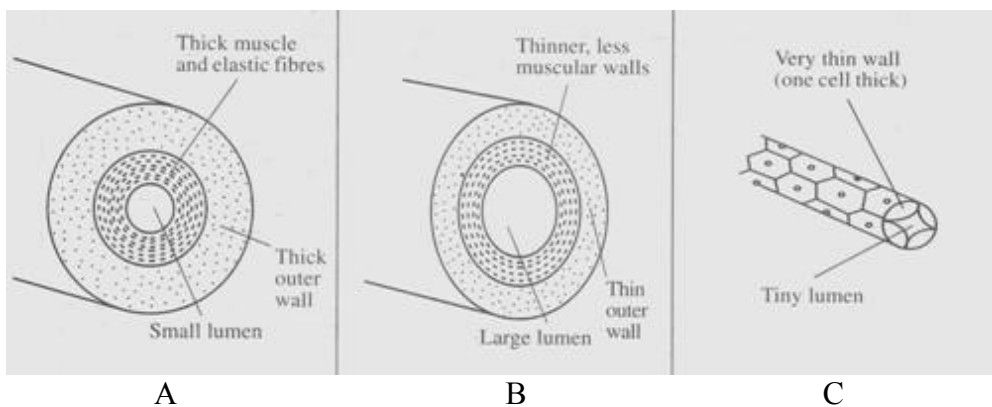 Thick muscle
and elastic fibres
Thick
outer
wall
Small lumen
Thinner, less
muscular walls
Thin
outer
wall
Large lumen
Very thin wall
(one cell thick)
Tiny lumen
A
B
C